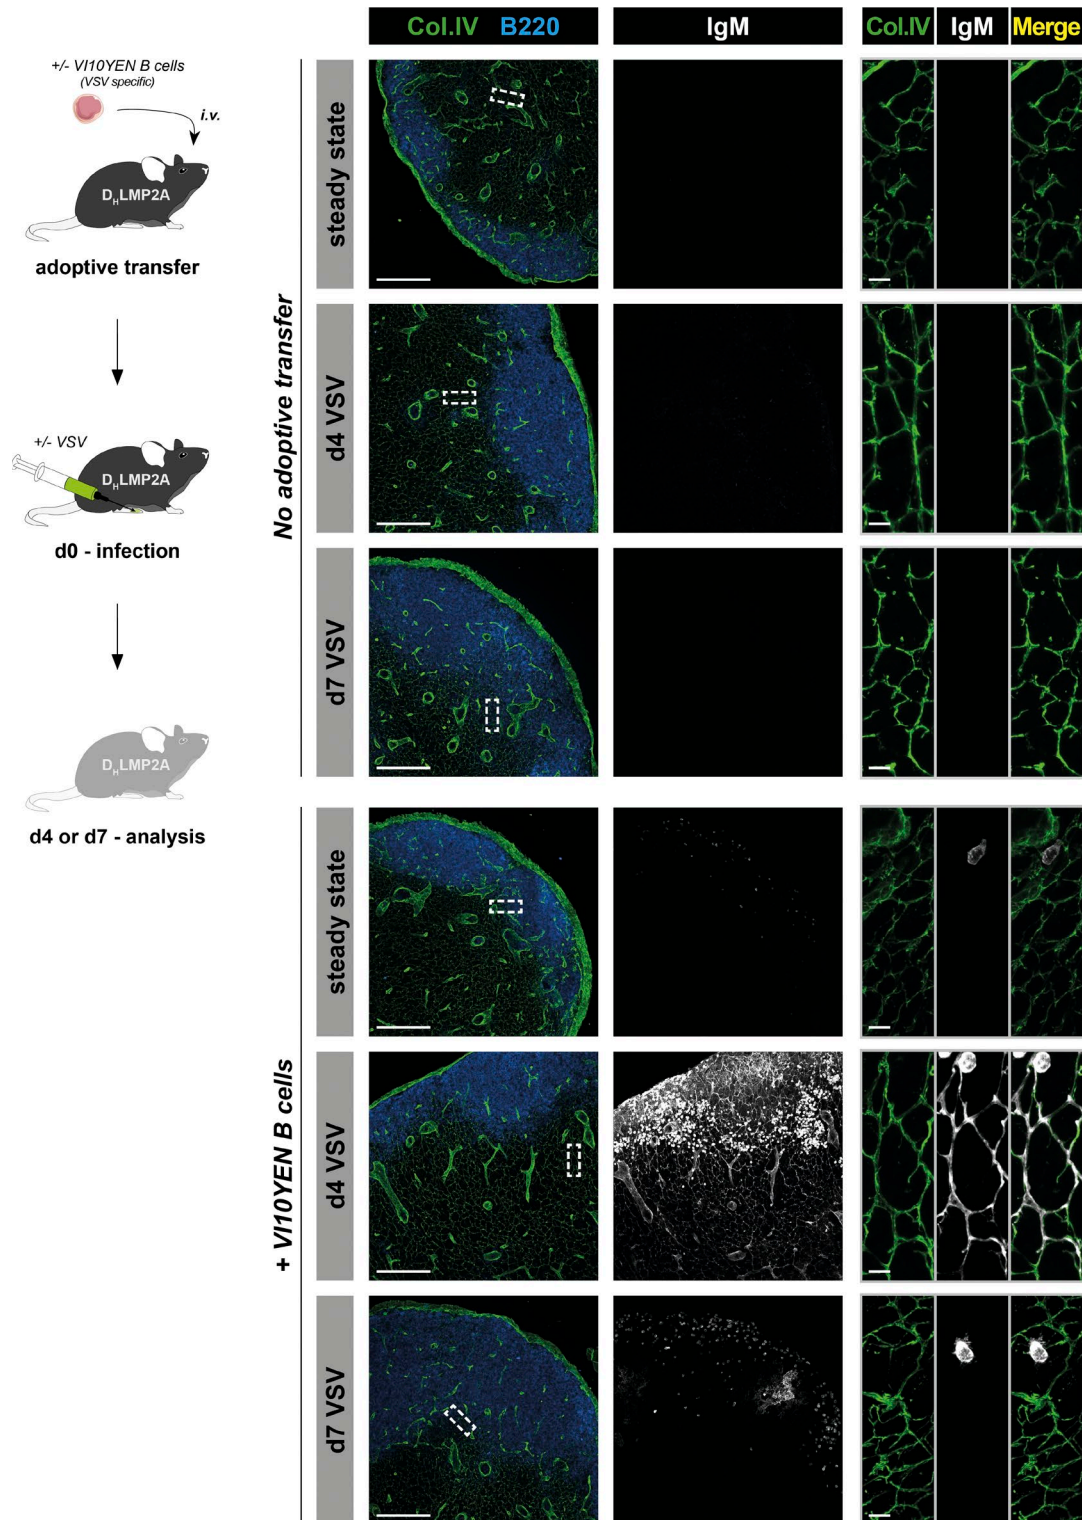 Col.IV B220 IgM Col.IV IgM Merge
+/- VI10YEN B cells
(VSV specific)
i.v.
DHLMP2A
adoptive transfer
+/- VSV
DHLMP2A
d0 - infection
DHLMP2A
d4 or d7 - analysis
No adoptive transfer
steady state
d4 VSV
d7 VSV
+ VI10YEN B cells
steady state
d4 VSV
d7 VSV